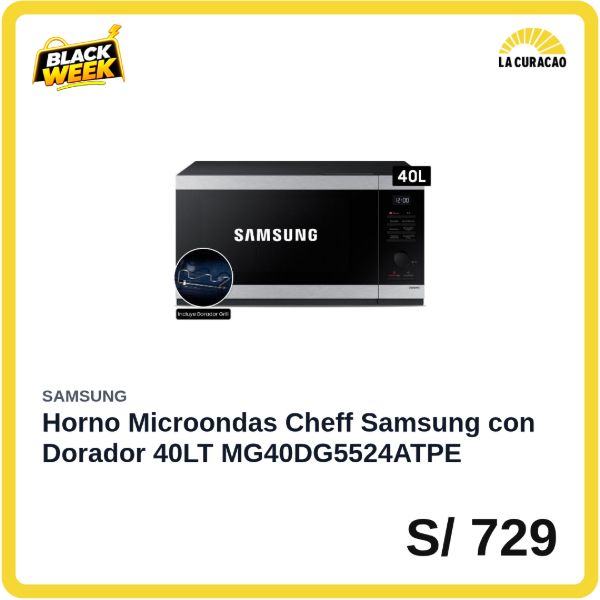 BLACK
WEEK
LA CURACAO
40L
12:00
SAMSUNG
Incluye Dorador Grill
SAMSUNG
Horno Microondas Cheff Samsung con
Dorador 40LT MG40DG5524ATPE
S/ 729